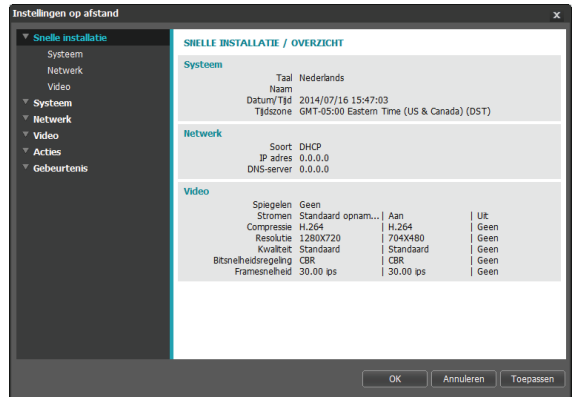 Instellingen op afstand x
Snelle installatie
Systeem
Netwerk
Video
Systeem
Netwerk
Video
Acties
Gebeurtenis
SNELLE INSTALLATIE / OVERZICHT
Systeem
Taal Nederlands
Naam
Datum/Tijd 2014/07/16 15:47:03
Tijdszone GMT-05:00 Eastern Time (US & Canada) (DST)
Netwerk
Soort DHCP
IP adres 0.0.0.0
DNS-server 0.0.0.0
Video
Spiegelen Geen
Stromen Standaard opnam... | Aan | Uit
Compressie H.264 | H.264 | Geen
Resolutie 1280X720 | 704X480 | Geen
Kwaliteit Standaard | Standaard | Geen
Bitsnelheidsregeling CBR | CBR | Geen
Framesnelheid 30.00 ips | 30.00 ips | Geen
OK Annuleren Toepassen